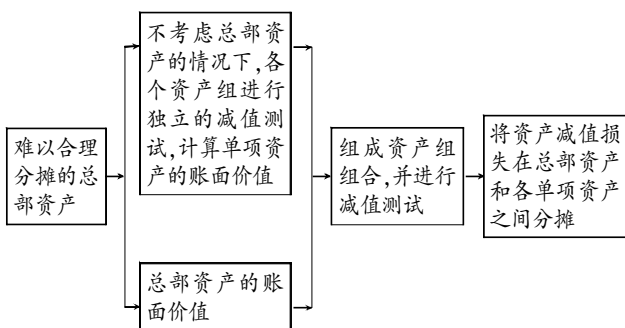 难以合理
分摊的总
部资产
不考虑总部资
产的情况下,各
个资产组进行
独立的减值测
试,计算单项资
产的账面价值
总部资产的账
面价值
组成资产组
组合,并进行
减值测试
将资产减值损
失在总部资产
和各单项资产
之间分摊